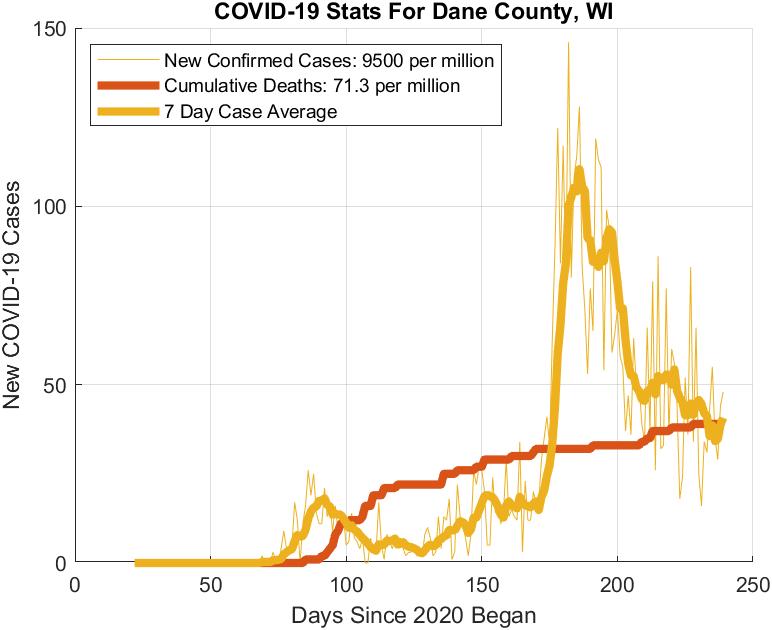 COVID-19 Stats For Dane County, WI
New Confirmed Cases: 9500 per million
Cumulative Deaths: 71.3 per million
7 Day Case Average
New COVID-19 Cases
150
100
50
0
0 50 100 150 200 250
Days Since 2020 Began